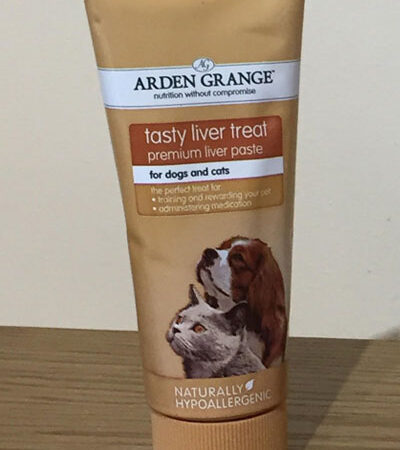 AG
ARDEN GRANGE
nutrition without compromise
tasty liver treat
premium liver paste
for dogs and cats
the perfect treat for:
• training and rewarding your pet
• administering medication
NATURALLY
HYPOALLERGENIC